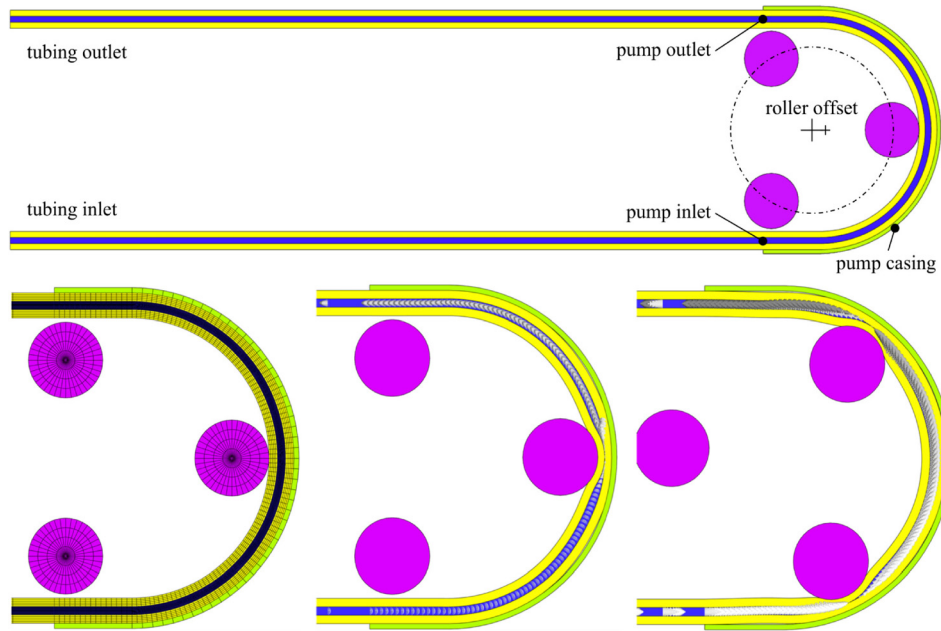 tubing outlet
pump outlet
roller offset
tubing inlet
pump inlet
pump casing